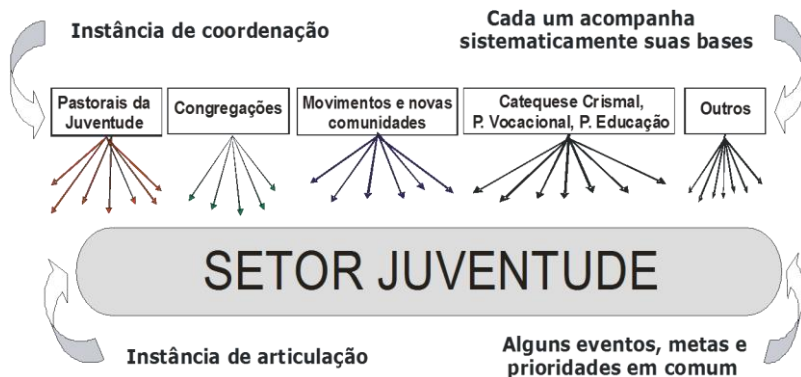 Instância de coordenação
Cada um acompanha
sistematicamente suas bases
Pastorais da
Juventude
Congregações
Movimentos e novas
comunidades
Catequese Crismal,
P. Vocacional, P. Educação
Outros
SETOR JUVENTUDE
Instância de articulação
Alguns eventos, metas e
prioridades em comum